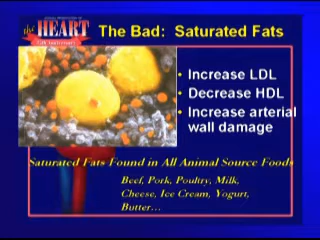 the HEART
The Bad: Saturated Fats
• Increase LDL
• Decrease HDL
• Increase arterial
wall damage
Saturated Fats Found in All Animal Source Foods
Beef, Pork, Poultry, Milk,
Cheese, Ice Cream, Yogurt,
Butter…